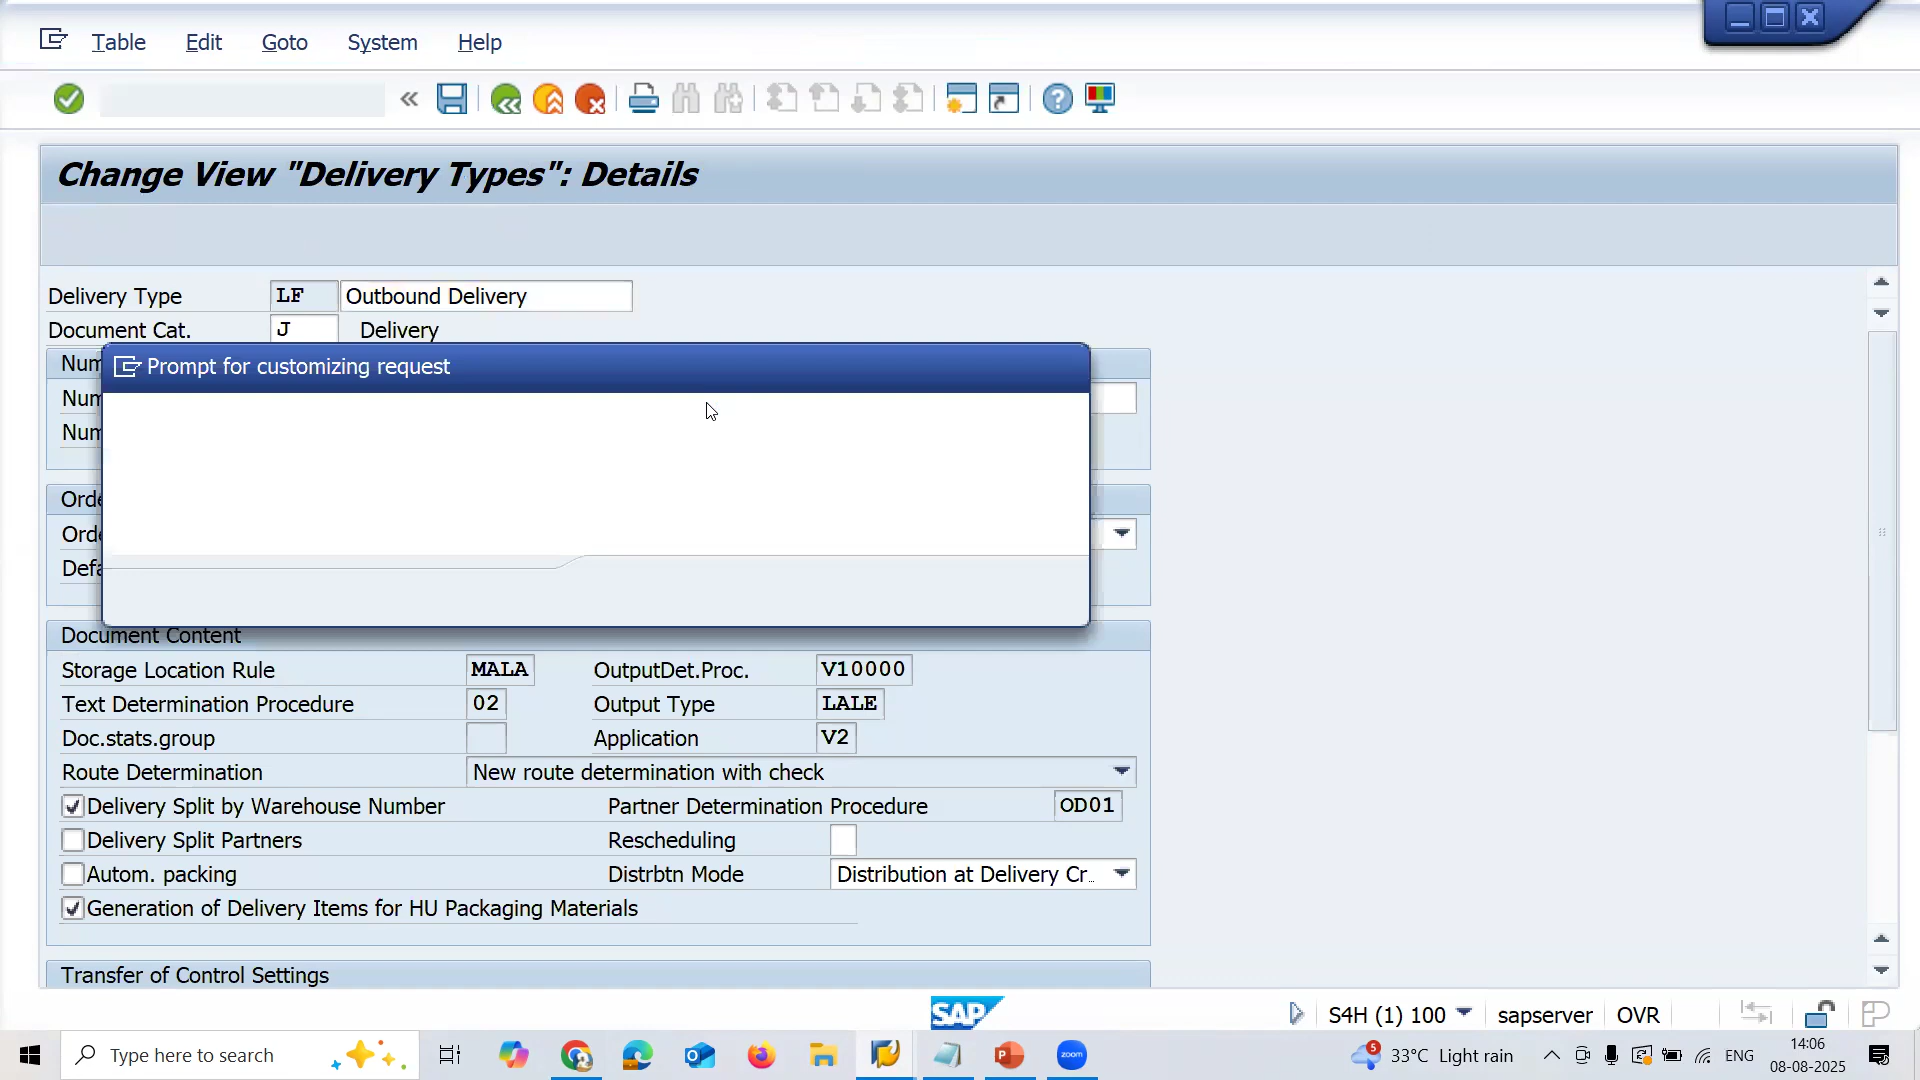 Table Edit Goto System Help
Change View "Delivery Types": Details
Delivery Type LF Outbound Delivery
Document Cat. J Delivery
Prompt for customizing request
Document Content
Storage Location Rule MALA OutputDet.Proc. V10000
Text Determination Procedure 02 Output Type LALE
Doc.stats.group Application V2
Route Determination New route determination with check
Delivery Split by Warehouse Number Partner Determination Procedure OD01
Delivery Split Partners Rescheduling
Autom. packing Distrbtn Mode Distribution at Delivery Cr..
Generation of Delivery Items for HU Packaging Materials
Transfer of Control Settings
SAP S4H (1) 100 sapserver OVR
Type here to search zoom 5 33°C Light rain ENG 14:06
08-08-2025